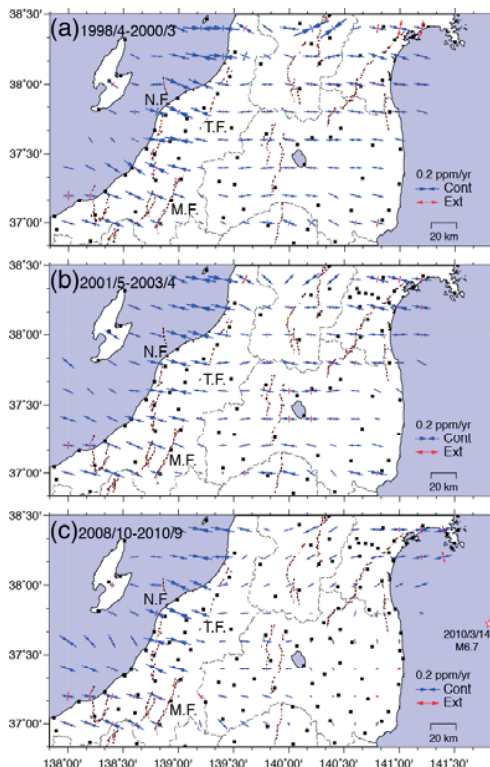 (a) 1998/4-2000/3
38°30'
38°00'
N.F.
T.F.
37°30'
0.2 ppm/yr
Cont
Ext
M.F.
37°00'
20 km
38°30'
(b) 2001/5-2003/4
38°00'
N.F.
T.F.
37°30'
0.2 ppm/yr
Cont
Ext
M.F.
37°00'
20 km
38°30'
(c) 2008/10-2010/9
38°00'
N.F.
T.F.
2010/3/14
M6.7
37°30'
0.2 ppm/yr
Cont
Ext
M.F.
37°00'
20 km
138°00' 138°30' 139°00' 139°30' 140°00' 140°30' 141°00' 141°30'